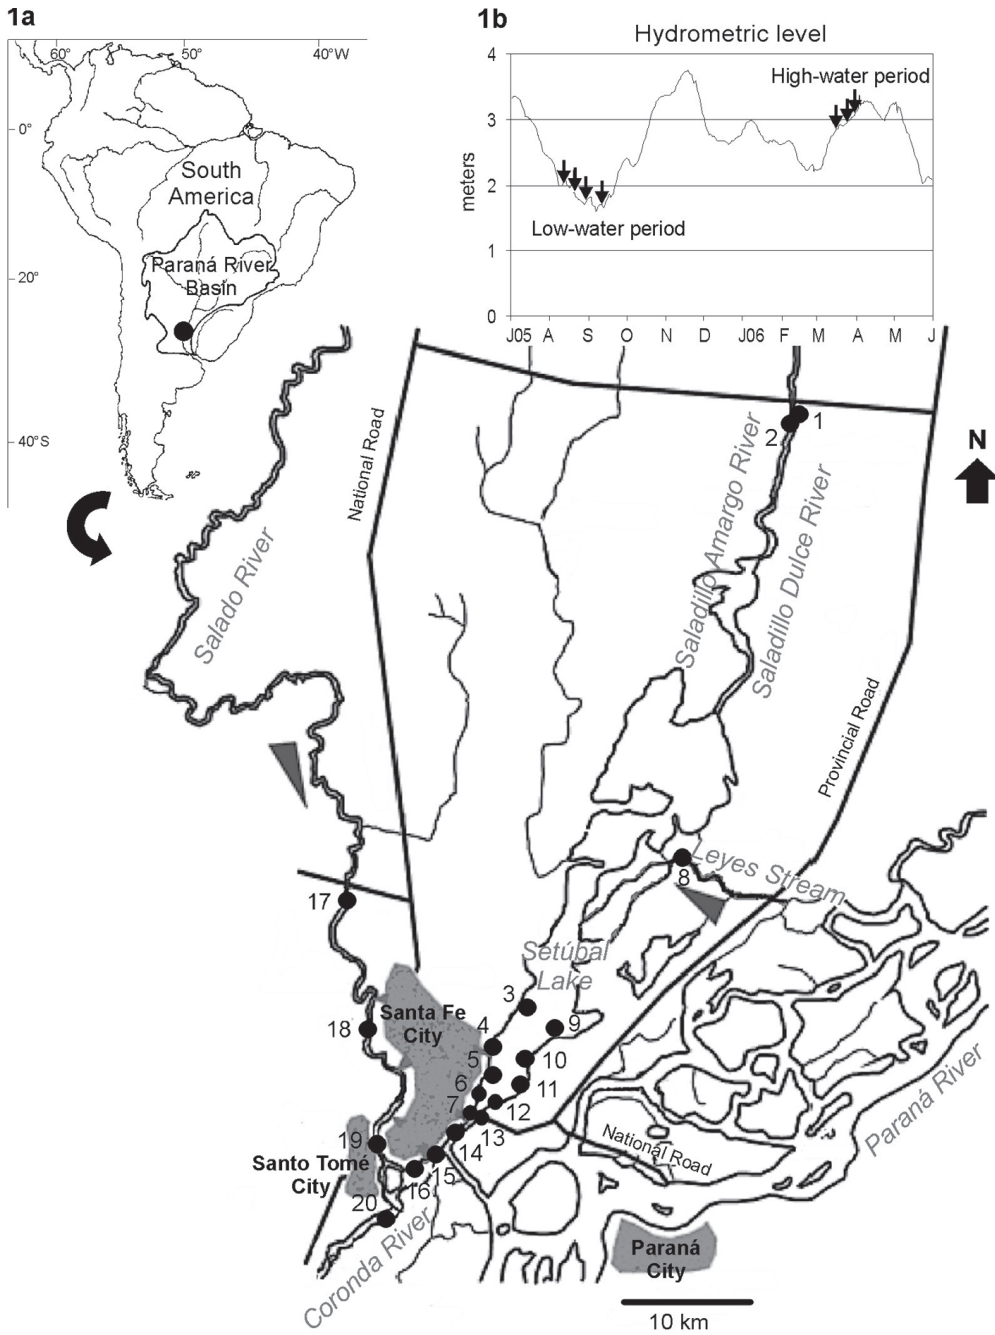 1a
60°
50°
40°W
0°
20°
40°S
South
America
Paraná River
Basin
1b
Hydrometric level
4
3
2
1
0
meters
High-water period
Low-water period
J05 A S O N D J06 F M A M J
National Road
Salado River
Saladillo Amargo River
Saladillo Dulce River
1
2
N
Provincial Road
Leyes Stream
8
17
Setúbal
Lake
3
9
Santa Fe
City
18
4
10
5
11
6
12
7
13
14
15
16
19
Santo Tomé
City
20
National Road
Paraná River
Coronda River
Paraná
City
10 km